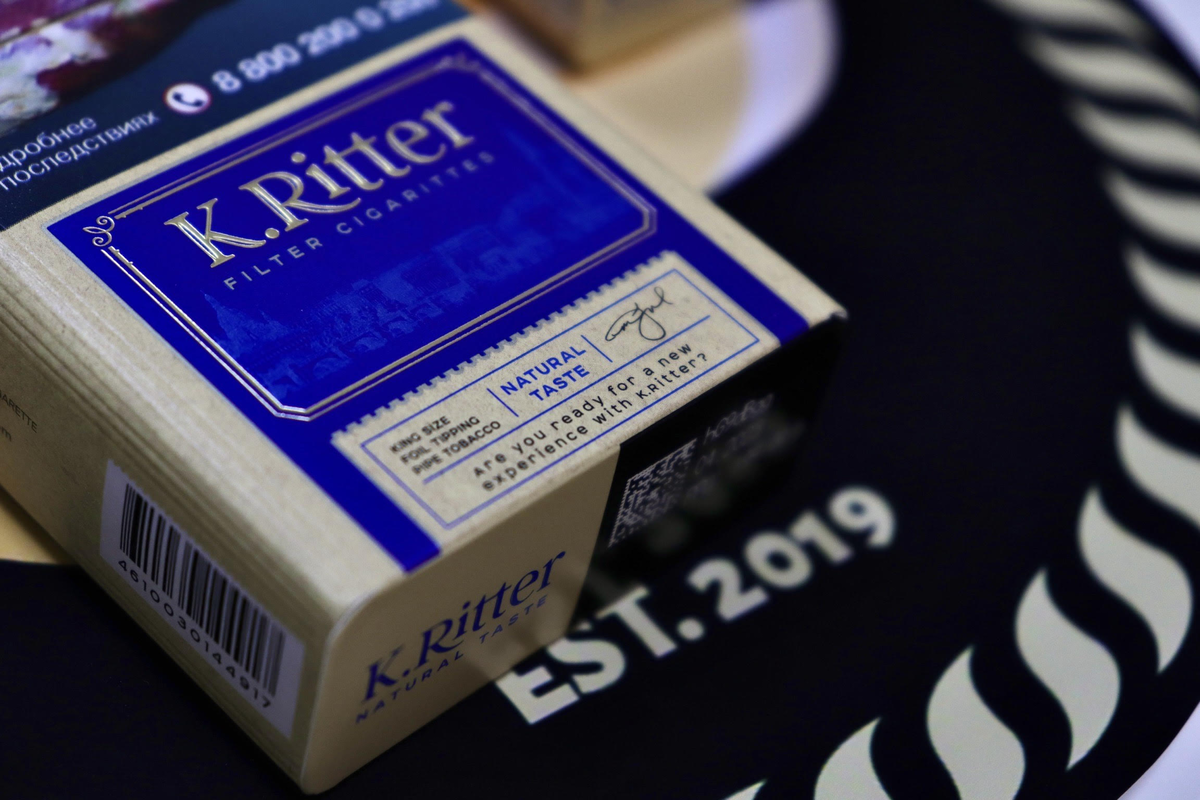 8 800 200 0 200
дробнее
последствиях
K.Ritter
FILTER CIGARITTES
KING SIZE
FOIL TIPPING
PIPE TOBACCO
NATURAL
TASTE
Are you ready for a new
experience with K.Ritter?
4610030144917
K.Ritter
NATURAL TASTE
EST. 2019